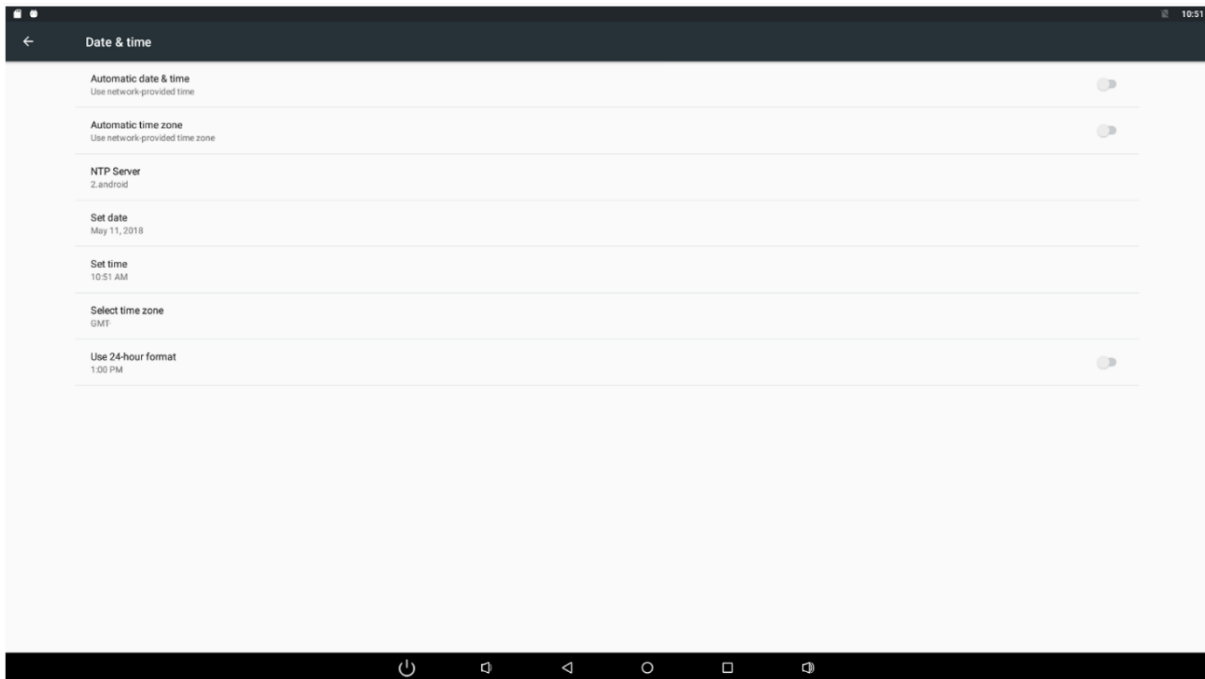 10:51
Date & time
Automatic date & time
Use network-provided time
Automatic time zone
Use network-provided time zone
NTP Server
2.android
Set date
May 11, 2018
Set time
10:51 AM
Select time zone
GMT
Use 24-hour format
1:00 PM